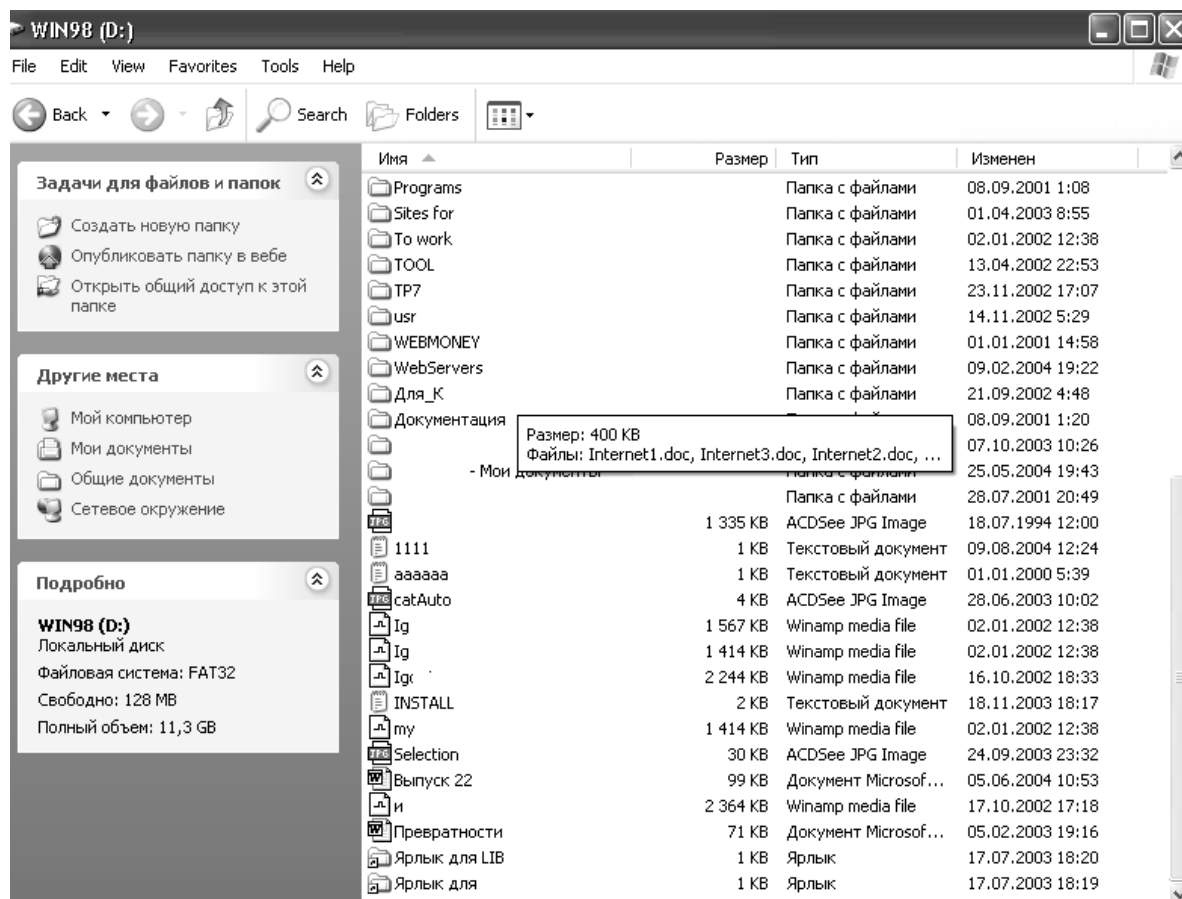 WIN98 (D:)
File Edit View Favorites Tools Help
Back Search Folders
Задачи для файлов и папок
Создать новую папку
Опубликовать папку в вебе
Открыть общий доступ к этой
папке
Другие места
Мой компьютер
Мои документы
Общие документы
Сетевое окружение
Подробно
WIN98 (D:)
Локальный диск
Файловая система: FAT32
Свободно: 128 MB
Полный объем: 11,3 GB
Имя Размер Тип Изменен
Programs Папка с файлами 08.09.2001 1:08
Sites for Папка с файлами 01.04.2003 8:55
To work Папка с файлами 02.01.2002 12:38
TOOL Папка с файлами 13.04.2002 22:53
TP7 Папка с файлами 23.11.2002 17:07
usr Папка с файлами 14.11.2002 5:29
WEBMONEY Папка с файлами 01.01.2001 14:58
WebServers Папка с файлами 09.02.2004 19:22
Для_К Папка с файлами 21.09.2002 4:48
Документация 08.09.2001 1:20
Размер: 400 KB
Файлы: Internet1.doc, Internet3.doc, Internet2.doc, ...
07.10.2003 10:26
- Мои документы Папка с файлами 25.05.2004 19:43
Папка с файлами 28.07.2001 20:49
1 335 KB ACDSee JPG Image 18.07.1994 12:00
1111 1 KB Текстовый документ 09.08.2004 12:24
aaaaaa 1 KB Текстовый документ 01.01.2000 5:39
catAuto 4 KB ACDSee JPG Image 28.06.2003 10:02
Ig 1 567 KB Winamp media file 02.01.2002 12:38
Ig 1 414 KB Winamp media file 02.01.2002 12:38
Ig 2 244 KB Winamp media file 16.10.2002 18:33
INSTALL 2 KB Текстовый документ 18.11.2003 18:17
my 1 414 KB Winamp media file 02.01.2002 12:38
Selection 30 KB ACDSee JPG Image 24.09.2003 23:32
Выпуск 22 99 KB Документ Microsof... 05.06.2004 10:53
и 2 364 KB Winamp media file 17.10.2002 17:18
Превратности 71 KB Документ Microsof... 05.02.2003 19:16
Ярлык для LIB 1 KB Ярлык 17.07.2003 18:20
Ярлык для 1 KB Ярлык 17.07.2003 18:19